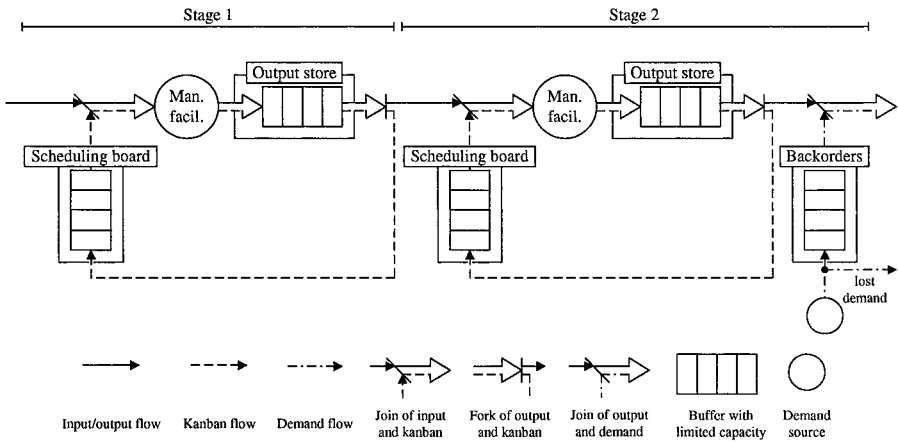 Stage 1
Stage 2
Output store
Output store
Man.
facil.
Man.
facil.
Scheduling board
Scheduling board
Backorders
lost
demand
Input/output flow
Kanban flow
Demand flow
Join of input
and kanban
Fork of output
and kanban
Join of output
and demand
Buffer with
limited capacity
Demand
source